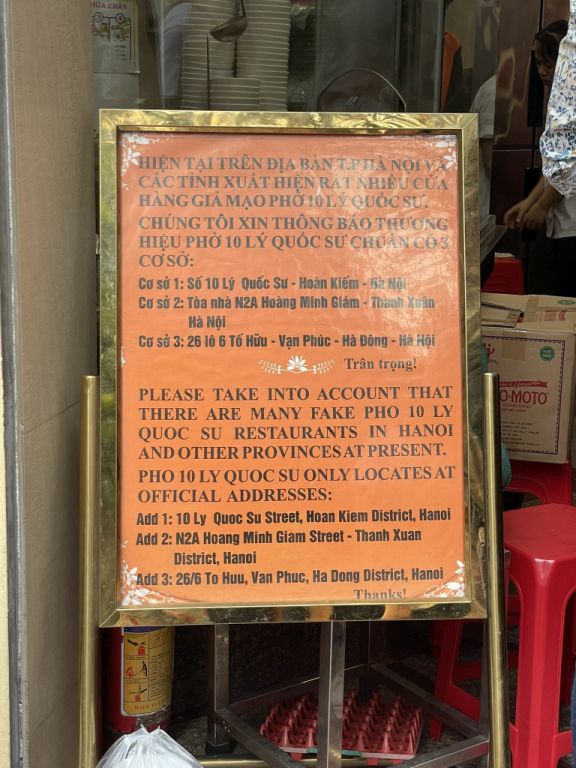 HIỆN TẠI TRÊN ĐỊA BÀN T.P HÀ NỘI VÀ
CÁC TỈNH XUẤT HIỆN RẤT NHIỀU CỬA
HÀNG GIẢ MẠO PHỞ 10 LÝ QUỐC SƯ.
CHÚNG TÔI XIN THÔNG BÁO THƯƠNG
HIỆU PHỞ 10 LÝ QUỐC SƯ CHUẨN CÓ 3
CƠ SỞ:
Cơ sở 1: Số 10 Lý Quốc Sư - Hoàn Kiếm - Hà Nội
Cơ sở 2: Tòa nhà N2A Hoàng Minh Giám - Thanh Xuân
Hà Nội
Cơ sở 3: 26 lô 6 Tố Hữu - Vạn Phúc - Hà Đông - Hà Nội
Trân trọng!
PLEASE TAKE INTO ACCOUNT THAT
THERE ARE MANY FAKE PHO 10 LY
QUOC SU RESTAURANTS IN HANOI
AND OTHER PROVINCES AT PRESENT.
PHO 10 LY QUOC SU ONLY LOCATES AT
OFFICIAL ADDRESSES:
Add 1: 10 Ly Quoc Su Street, Hoan Kiem District, Hanoi
Add 2: N2A Hoang Minh Giam Street - Thanh Xuan
District, Hanoi
Add 3: 26/6 To Huu, Van Phuc, Ha Dong District, Hanoi
Thanks!
O-MOTO